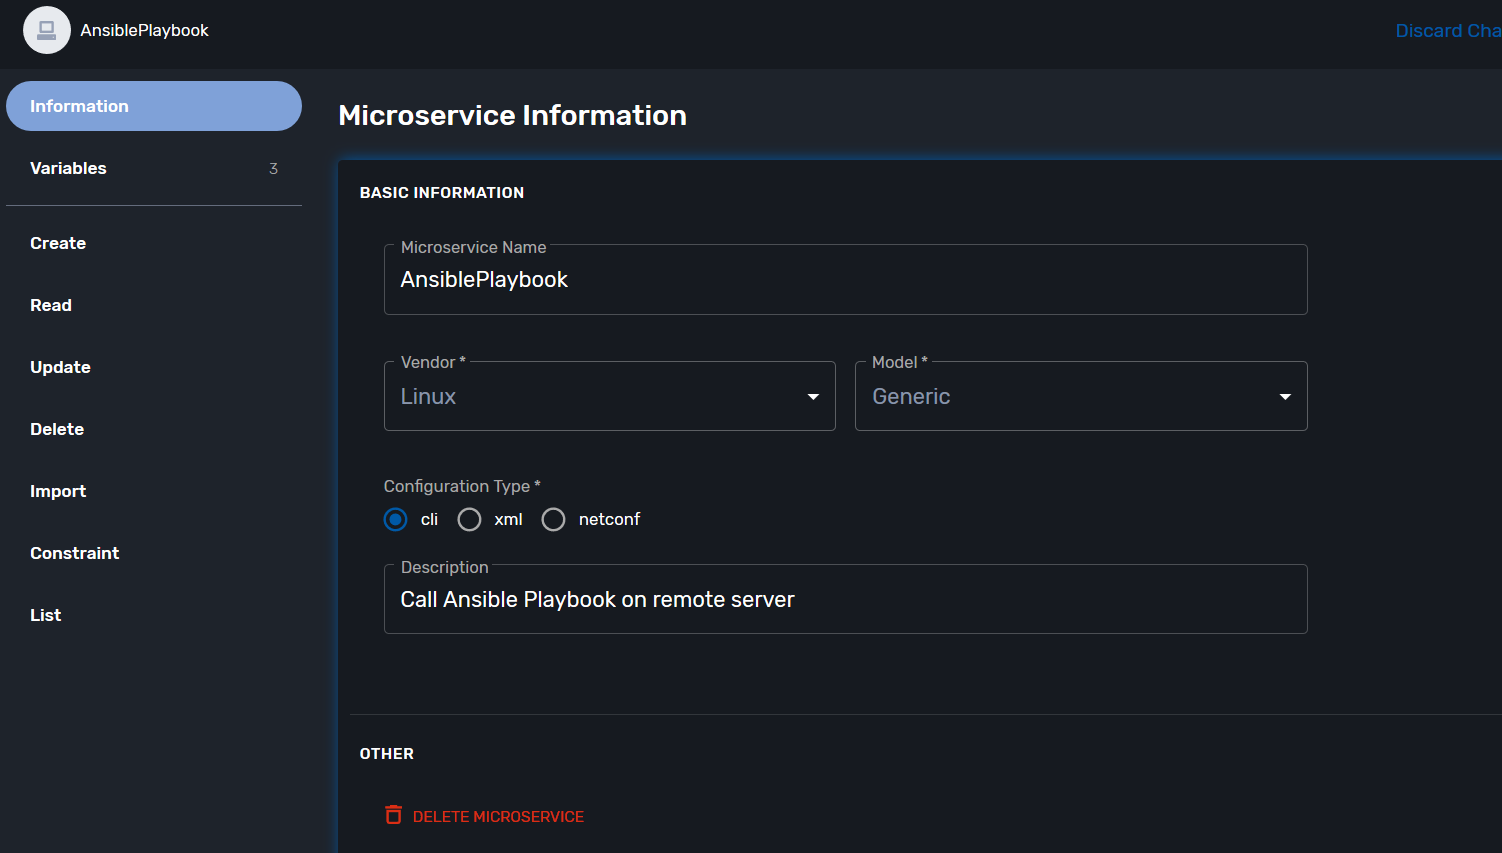 AnsiblePlaybook
Discard Cha
Information
Variables 3
Create
Read
Update
Delete
Import
Constraint
List
Microservice Information
BASIC INFORMATION
Microservice Name
AnsiblePlaybook
Vendor *
Linux
Model *
Generic
Configuration Type *
cli xml netconf
Description
Call Ansible Playbook on remote server
OTHER
DELETE MICROSERVICE